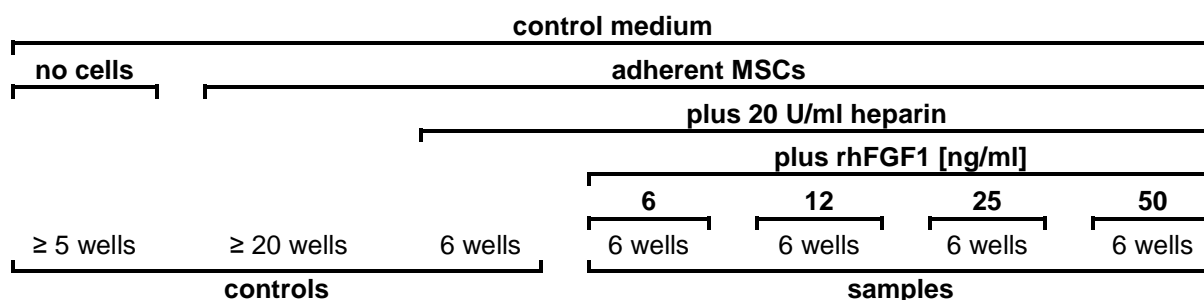 control medium
no cells adherent MSCs
plus 20 U/ml heparin
plus rhFGF1 [ng/ml]
6 12 25 50
≥ 5 wells ≥ 20 wells 6 wells 6 wells 6 wells 6 wells 6 wells
controls samples